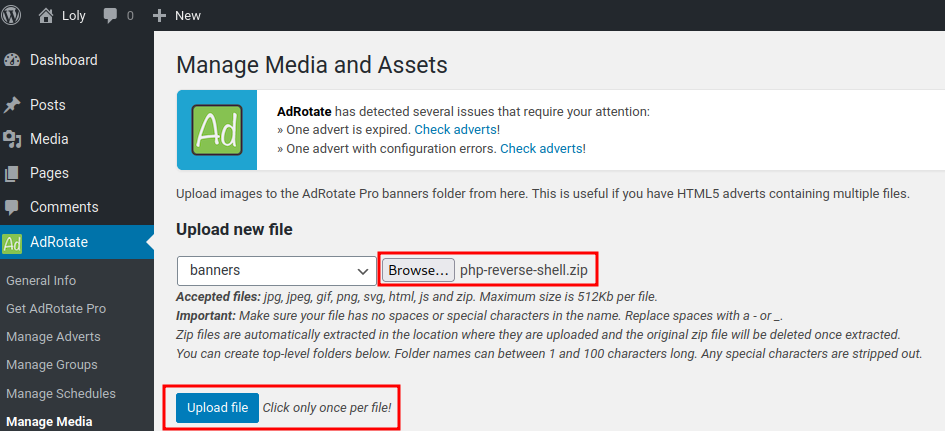 Loly 0 New
Dashboard
Posts
Media
Pages
Comments
AdRotate
General Info
Get AdRotate Pro
Manage Adverts
Manage Groups
Manage Schedules
Manage Media
Manage Media and Assets
Ad
AdRotate has detected several issues that require your attention:
» One advert is expired. Check adverts!
» One advert with configuration errors. Check adverts!
Upload images to the AdRotate Pro banners folder from here. This is useful if you have HTML5 adverts containing multiple files.
Upload new file
banners Browse... php-reverse-shell.zip
Accepted files: jpg, jpeg, gif, png, svg, html, js and zip. Maximum size is 512Kb per file.
Important: Make sure your file has no spaces or special characters in the name. Replace spaces with a - or _.
Zip files are automatically extracted in the location where they are uploaded and the original zip file will be deleted once extracted.
You can create top-level folders below. Folder names can between 1 and 100 characters long. Any special characters are stripped out.
Upload file Click only once per file!